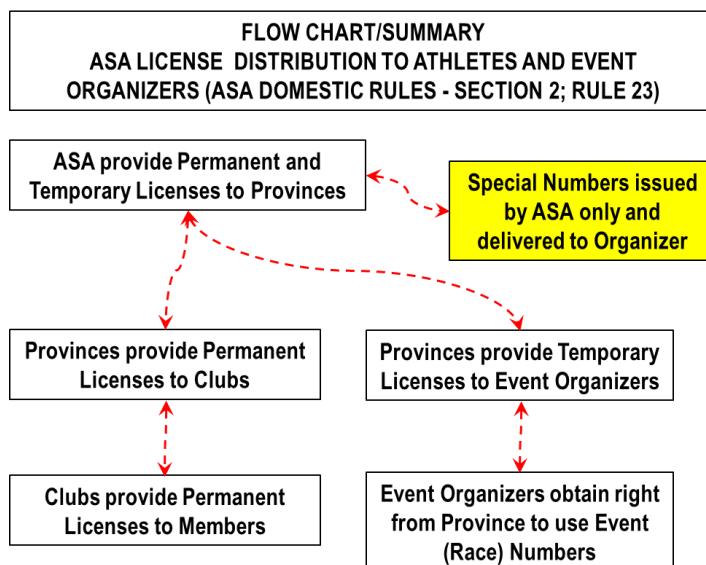 FLOW CHART/SUMMARY
ASA LICENSE DISTRIBUTION TO ATHLETES AND EVENT
ORGANIZERS (ASA DOMESTIC RULES - SECTION 2; RULE 23)
ASA provide Permanent and
Temporary Licenses to Provinces
Special Numbers issued
by ASA only and
delivered to Organizer
Provinces provide Permanent
Licenses to Clubs
Provinces provide Temporary
Licenses to Event Organizers
Clubs provide Permanent
Licenses to Members
Event Organizers obtain right
from Province to use Event
(Race) Numbers